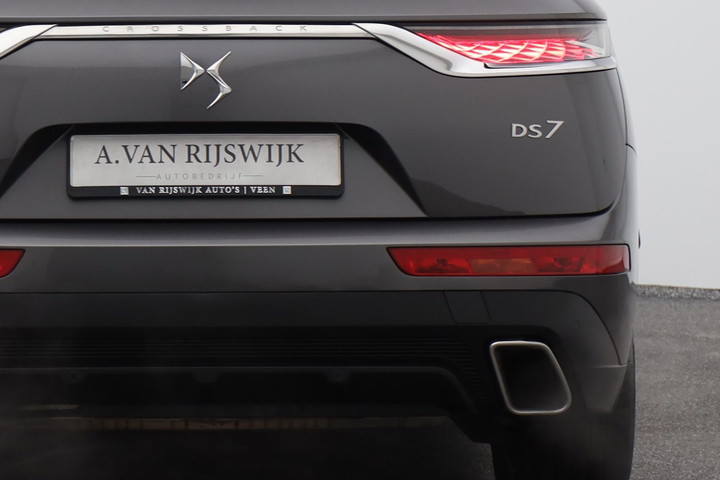 CROSSBACK
DS7
A.VAN RIJSWIJK
AUTOBEDRIJF
VAN RIJSWIJK AUTO'S | VEEN